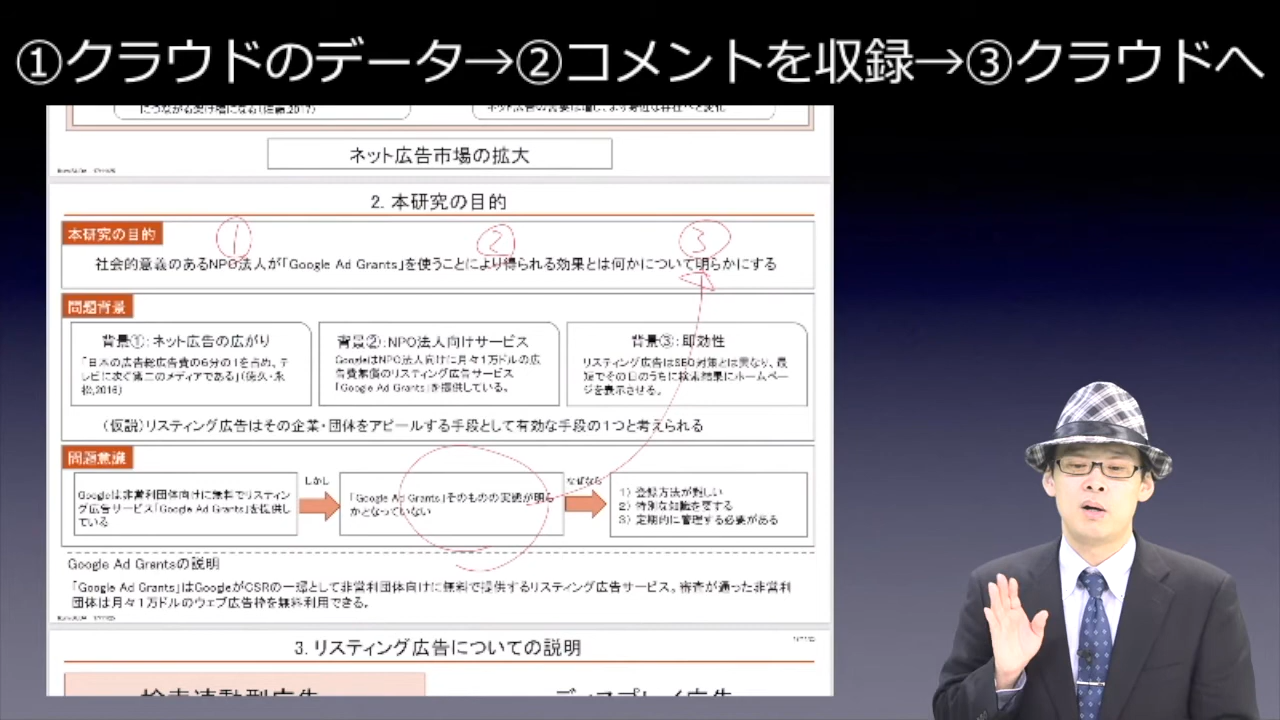 ①クラウドのデータ→②コメントを収録→③クラウドへ
ネット広告市場の拡大
2. 本研究の目的
本研究の目的
1 2 3
社会的意義のあるNPO法人が「Google Ad Grants」を使うことにより得られる効果とは何かについて明らかにする
問題背景
背景①:ネット広告の広がり
「日本の広告総広告費の6分の1を占め、テ
レビに次ぐ第二のメディアである」(徳久・永
松,2016)
背景②:NPO法人向けサービス
GoogleはNPO法人向けに月々1万ドルの広
告費無償のリスティング広告サービス
「Google Ad Grants」を提供している。
背景③:即効性
リスティング広告はSEO対策とは異なり、最
短でその日のうちに検索結果にホームペー
ジを表示させる。
(仮説)リスティング広告はその企業・団体をアピールする手段として有効な手段の1つと考えられる
問題意識
Googleは非営利団体向けに無料でリスティン
グ広告サービス「Google Ad Grants」を提供し
ている
しかし
「Google Ad Grants」そのものの実態が明ら
かとなっていない
なぜなら
1) 登録方法が難しい
2) 特別な知識を要する
3) 定期的に管理する必要がある
Google Ad Grantsの説明
「Google Ad Grants」はGoogleがCSRの一環として非営利団体向けに無料で提供するリスティング広告サービス。審査が通った非営利
団体は月々1万ドルのウェブ広告枠を無料利用できる。
3. リスティング広告についての説明
検索連動型広告
ディスプレイ広告